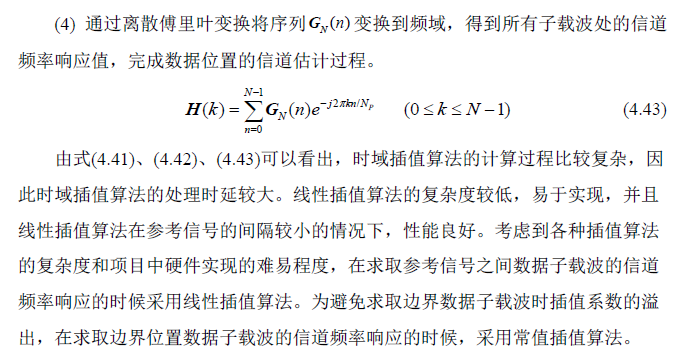 (4) 通过离散傅里叶变换将序列 G_N(n) 变换到频域，得到所有子载波处的信道
频率响应值，完成数据位置的信道估计过程。
H(k) = \sum_{n=0}^{N-1} G_N(n)e^{-j2\pi kn/N_P}    (0 ≤ k ≤ N−1)    (4.43)
由式(4.41)、(4.42)、(4.43)可以看出，时域插值算法的计算过程比较复杂，因
此时域插值算法的处理时延较大。线性插值算法的复杂度较低，易于实现，并且
线性插值算法在参考信号的间隔较小的情况下，性能良好。考虑到各种插值算法
的复杂度和项目中硬件实现的难易程度，在求取参考信号之间数据子载波的信道
频率响应的时候采用线性插值算法。为避免求取边界数据子载波时插值系数的溢
出，在求取边界位置数据子载波的信道频率响应的时候，采用常值插值算法。